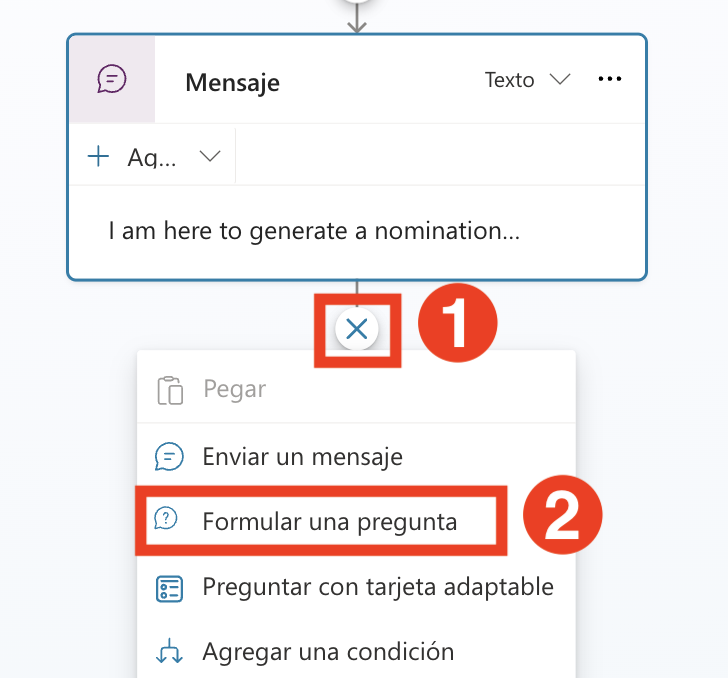 Mensaje
Texto
Ag...
I am here to generate a nomination...
1
Pegar
Enviar un mensaje
Formular una pregunta
2
Preguntar con tarjeta adaptable
Agregar una condición